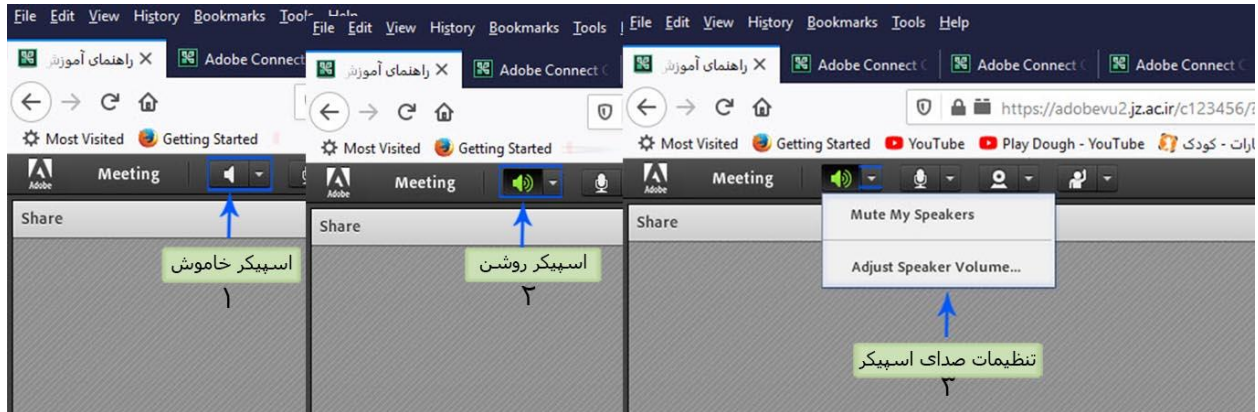 File Edit View History Bookmarks Tools
راهنمای آموزش
Adobe Connect
Most Visited Getting Started
Adobe
Meeting
Share
اسپیکر خاموش
۱
File Edit View History Bookmarks Tools
راهنمای آموزش
Adobe Connect
Most Visited Getting Started
Adobe
Meeting
Share
اسپیکر روشن
۲
File Edit View History Bookmarks Tools Help
راهنمای آموزش
Adobe Connect
Adobe Connect
Adobe Connect
https://adobevu2.jz.ac.ir/c123456/?
Most Visited Getting Started YouTube Play Dough - YouTube کودک -
Adobe
Meeting
Mute My Speakers
Share
Adjust Speaker Volume...
تنظیمات صدای اسپیکر
۳